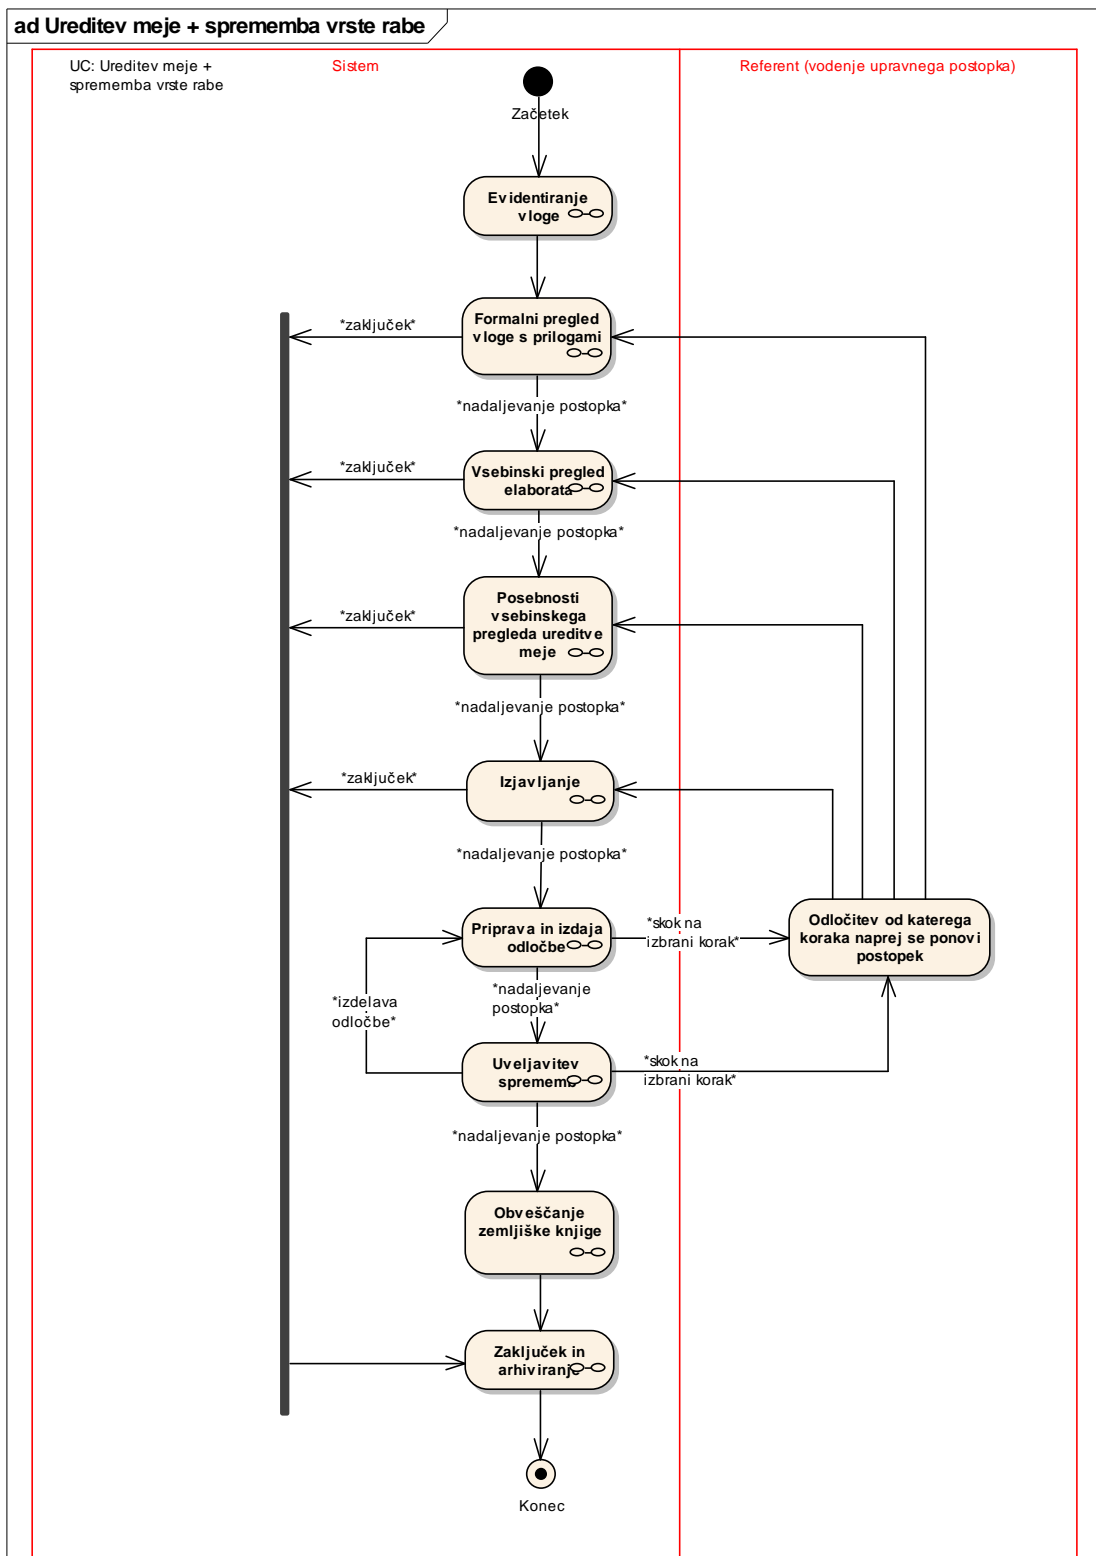 ad Ureditev meje + sprememba vrste rabe
UC: Ureditev meje +
sprememba vrste rabe
Sistem
Referent (vodenje upravnega postopka)
Začetek
Evidentiranje
vloge
Formalni pregled
vloge s prilogami
*zaključek*
*nadaljevanje postopka*
Vsebinski pregled
elaborata
*zaključek*
*nadaljevanje postopka*
Posebnosti
vsebinskega
pregleda ureditve
meje
*zaključek*
*nadaljevanje postopka*
Izjavljanje
*zaključek*
*nadaljevanje postopka*
Priprava in izdaja
odločbe
*skok na
izbrani korak*
Odločitev od katerega
koraka naprej se ponovi
postopek
*nadaljevanje
postopka*
*izdelava
odločbe*
Uveljavitev
sprememb
*skok na
izbrani korak*
*nadaljevanje postopka*
Obveščanje
zemljiške knjige
Zaključek in
arhiviranje
Konec